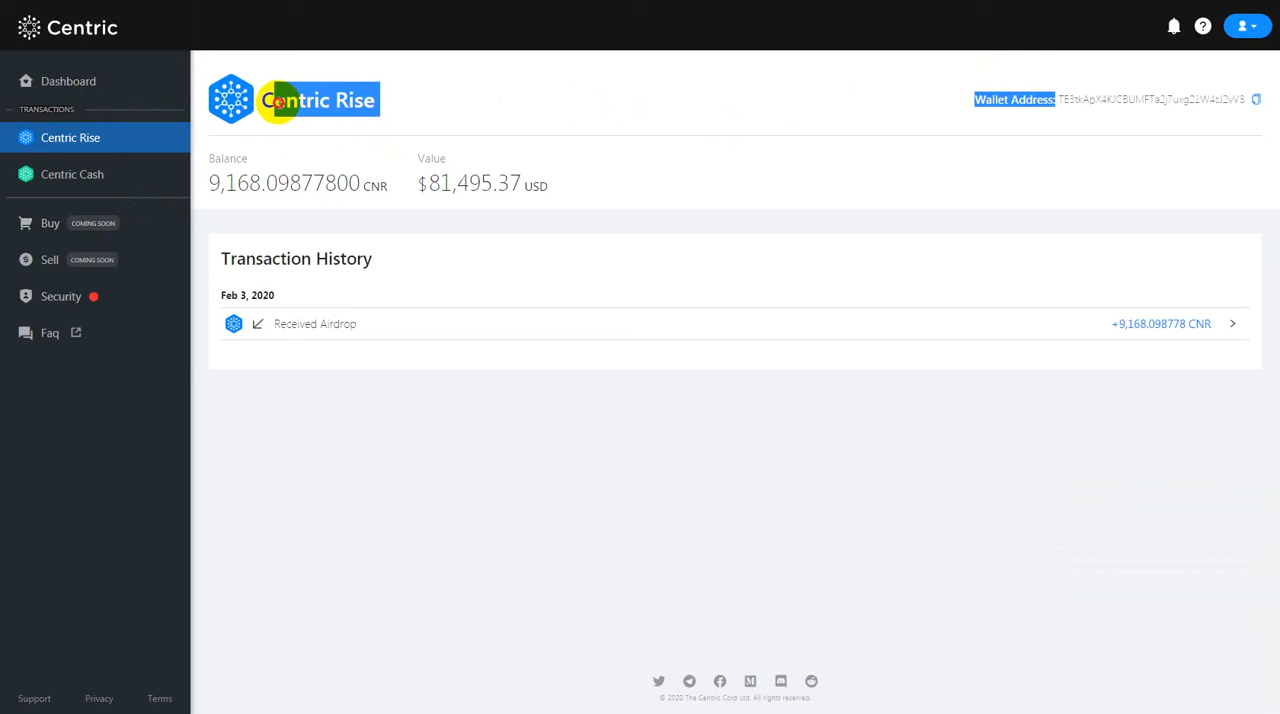 Centric
Dashboard
TRANSACTIONS
Centric Rise
Centric Cash
Buy COMING SOON
Sell COMING SOON
Security
Faq
Support Privacy Terms
Centric Rise
Wallet Address: TE3tkApX4KJCBUMFTa2j7uxg21W4tJ2vV3
Balance
9,168.09877800 CNR
Value
$81,495.37 USD
Transaction History
Feb 3, 2020
Received Airdrop +9,168.098778 CNR
© 2020 The Centric Corp Ltd. All rights reserved.